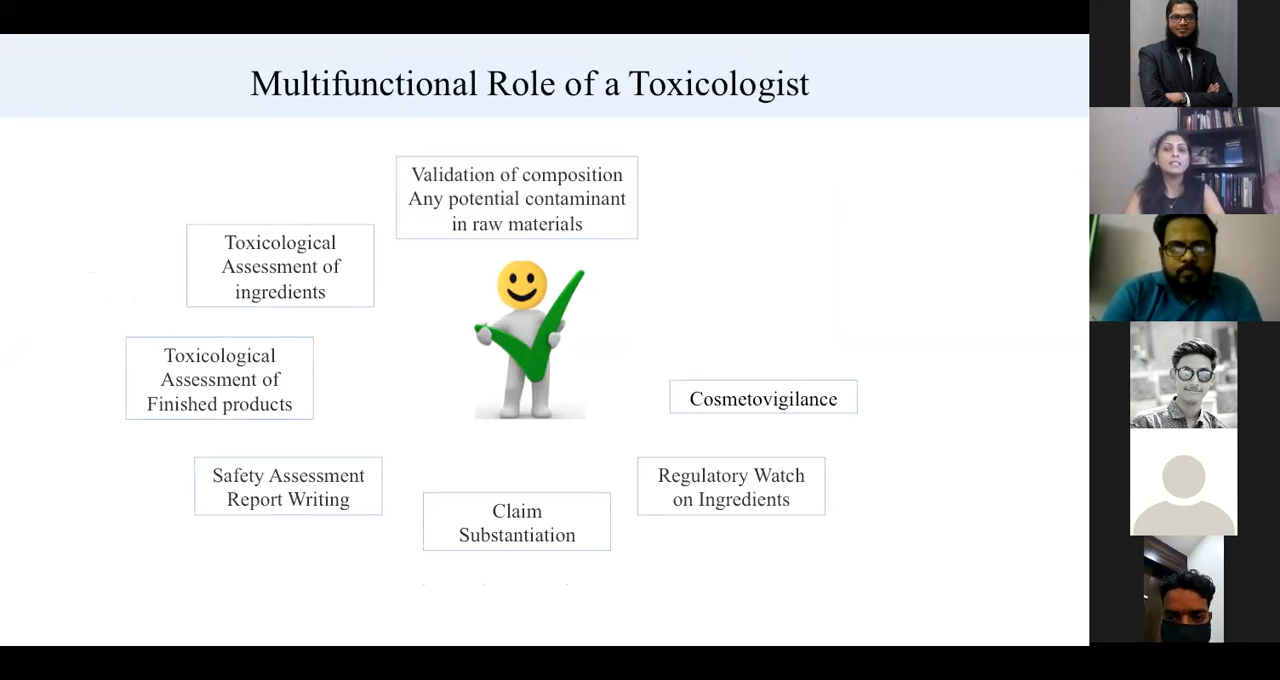 Multifunctional Role of a Toxicologist
Validation of composition
Any potential contaminant
in raw materials
Toxicological
Assessment of
ingredients
Toxicological
Assessment of
Finished products
Cosmetovigilance
Safety Assessment
Report Writing
Regulatory Watch
on Ingredients
Claim
Substantiation